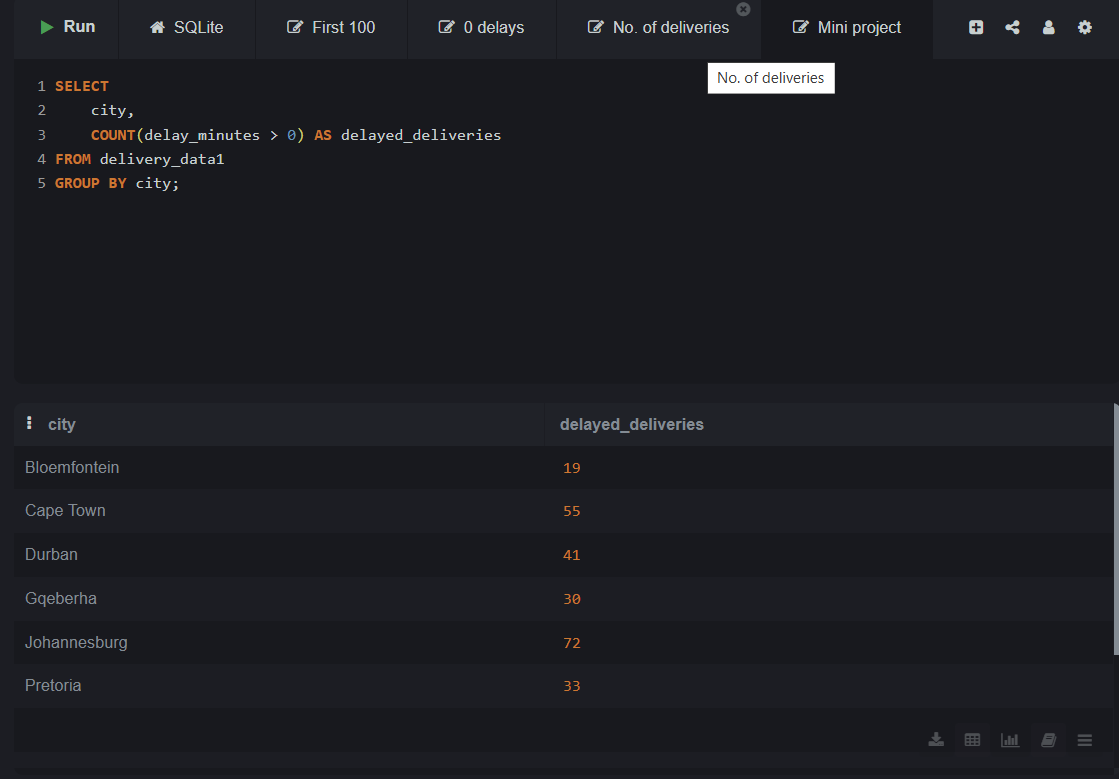 Run SQLite First 100 0 delays No. of deliveries Mini project
No. of deliveries
1 SELECT
2 city,
3 COUNT(delay_minutes > 0) AS delayed_deliveries
4 FROM delivery_data1
5 GROUP BY city;
city delayed_deliveries
Bloemfontein 19
Cape Town 55
Durban 41
Gqeberha 30
Johannesburg 72
Pretoria 33